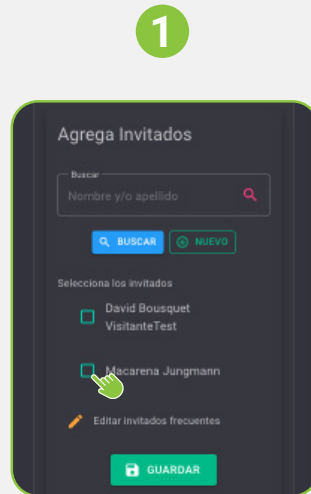 1
Agrega Invitados
Buscar
Nombre y/o apellido
BUSCAR NUEVO
Selecciona los invitados
David Bousquet
VisitanteTest
Macarena Jungmann
Editar invitados frecuentes
GUARDAR